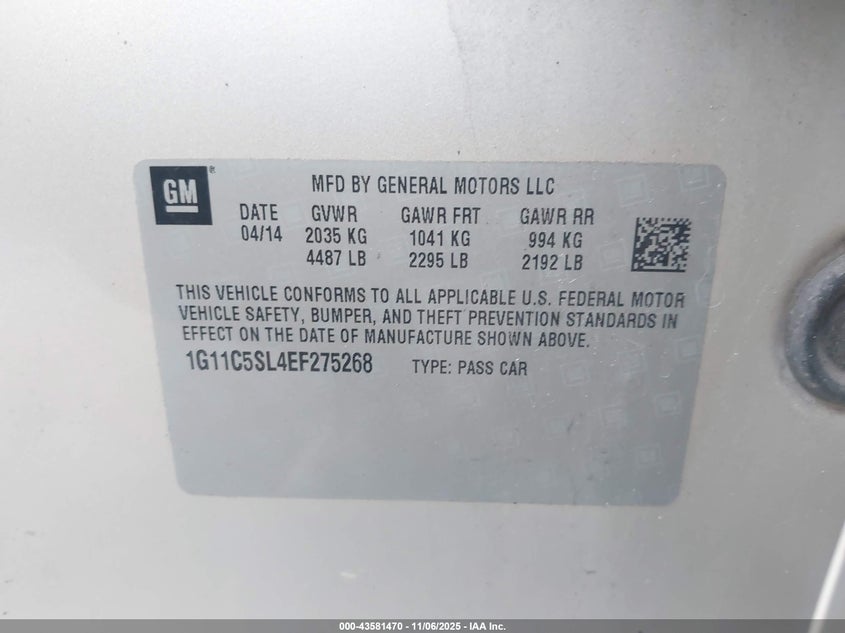 GM ®
MFD BY GENERAL MOTORS LLC
DATE GVWR GAWR FRT GAWR RR
04/14 2035 KG 1041 KG 994 KG
4487 LB 2295 LB 2192 LB
THIS VEHICLE CONFORMS TO ALL APPLICABLE U.S. FEDERAL MOTOR
VEHICLE SAFETY, BUMPER, AND THEFT PREVENTION STANDARDS IN
EFFECT ON THE DATE OF MANUFACTURE SHOWN ABOVE.
1G11C5SL4EF275268 TYPE: PASS CAR
000-43581470 - 11/06/2025 - IAA Inc.